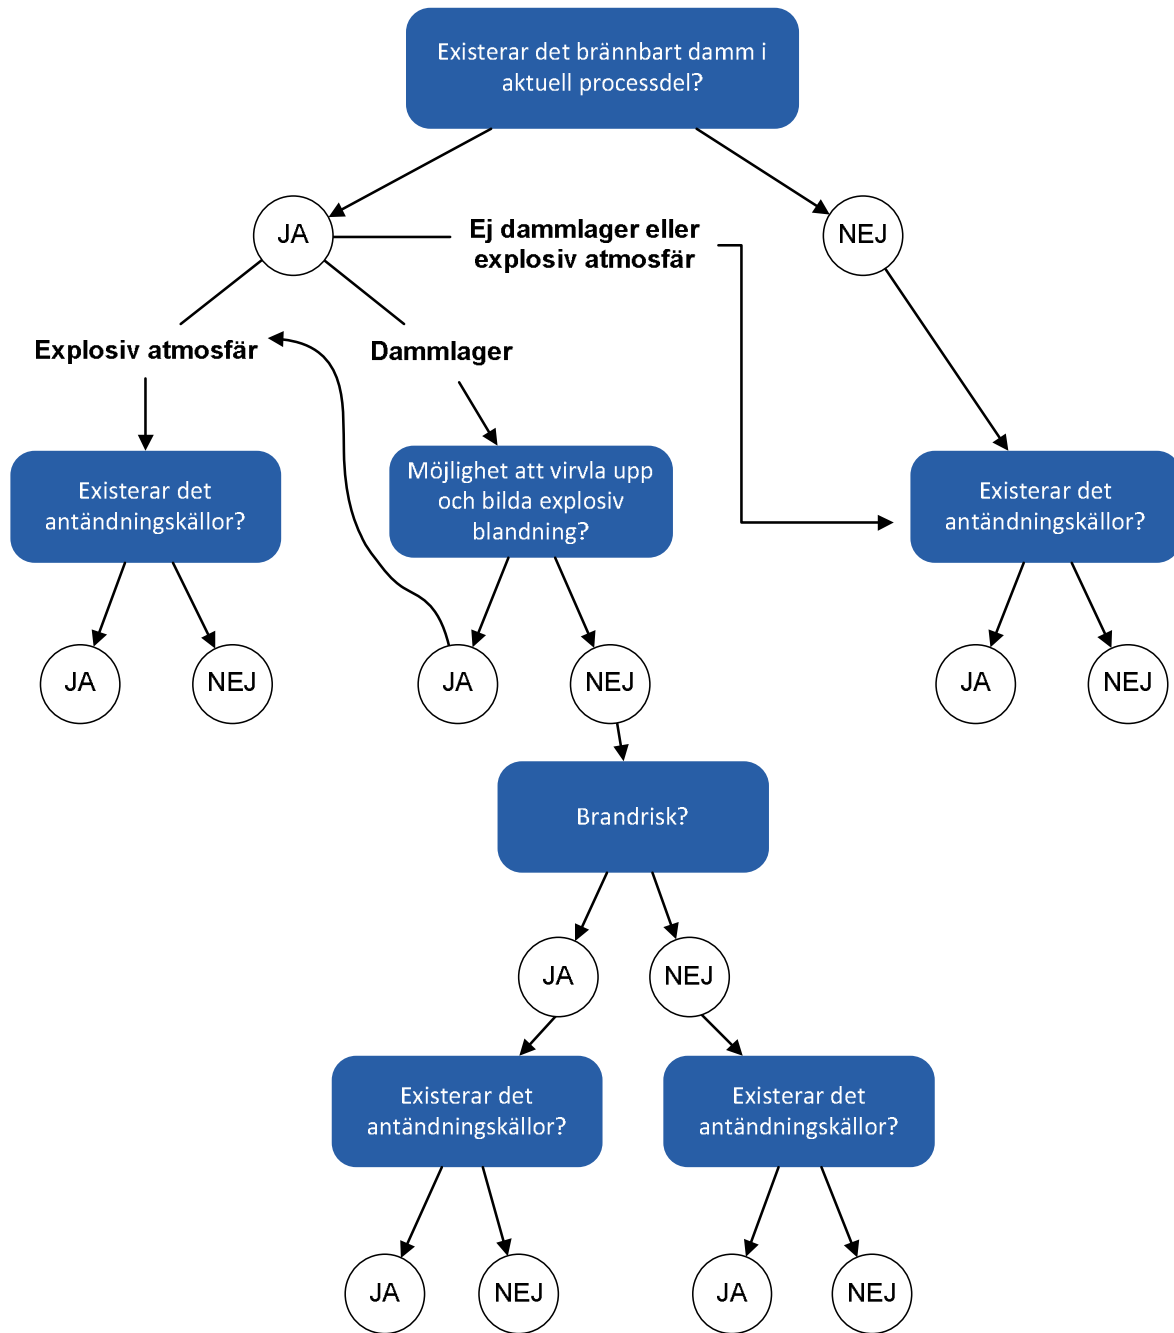 Existerar det brännbart damm i
aktuell processdel?
JA
Ej dammlager eller
explosiv atmosfär
NEJ
Explosiv atmosfär
Dammlager
Existerar det
antändningskällor?
Möjlighet att virvla upp
och bilda explosiv
blandning?
Existerar det
antändningskällor?
JA
NEJ
JA
NEJ
JA
NEJ
Brandrisk?
JA
NEJ
Existerar det
antändningskällor?
Existerar det
antändningskällor?
JA
NEJ
JA
NEJ